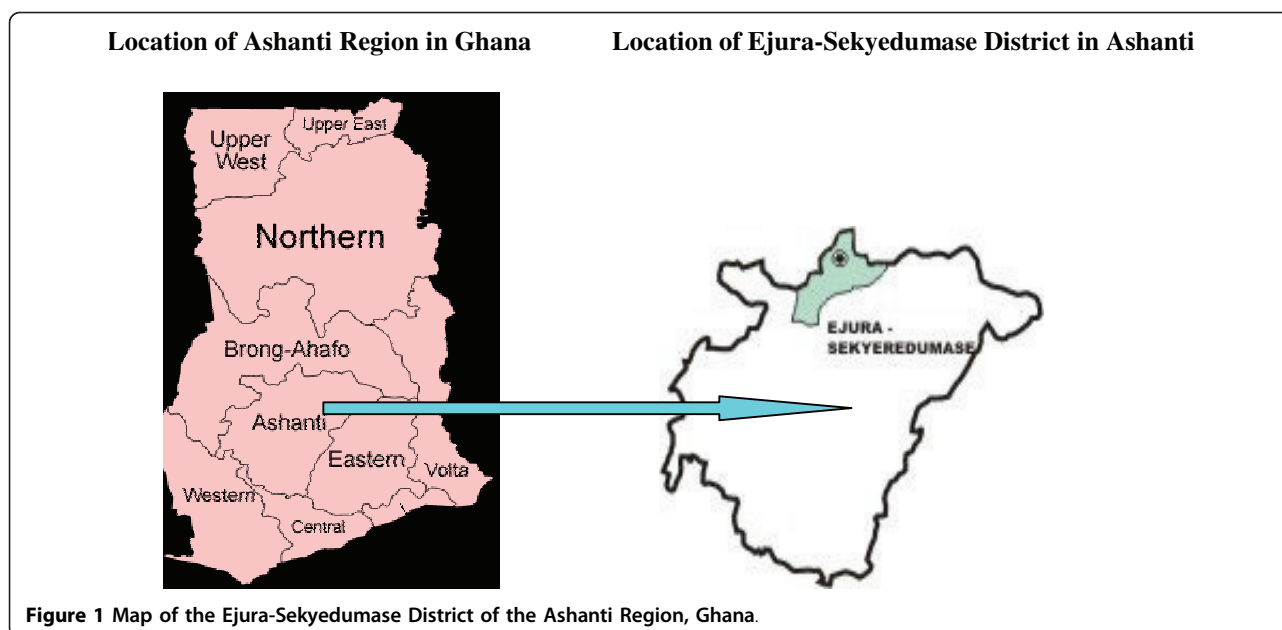 Location of Ashanti Region in Ghana
Location of Ejura-Sekyedumase District in Ashanti
Upper East
Upper
West
Northern
Brong-Ahafo
Ashanti
Eastern
Volta
Western
Central
EJURA -
SEKYEREDUMASE
Figure 1 Map of the Ejura-Sekyedumase District of the Ashanti Region, Ghana.